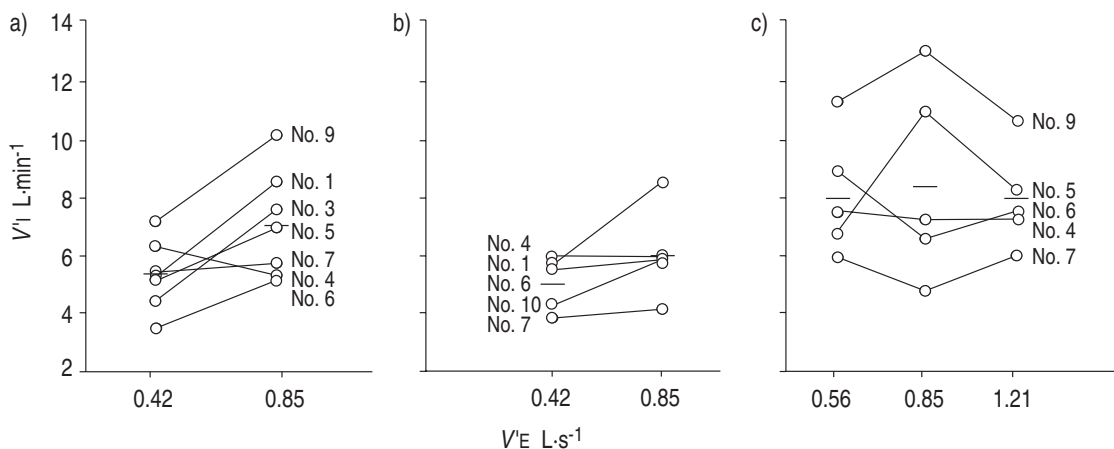 a)
14
12
10
8
6
4
2
V'I L·min-1
No. 9
No. 1
No. 3
No. 5
No. 7
No. 4
No. 6
0.42 0.85
b)
No. 4
No. 1
No. 6
No. 10
No. 7
0.42 0.85
c)
No. 9
No. 5
No. 6
No. 4
No. 7
0.56 0.85 1.21
V'E L·s-1